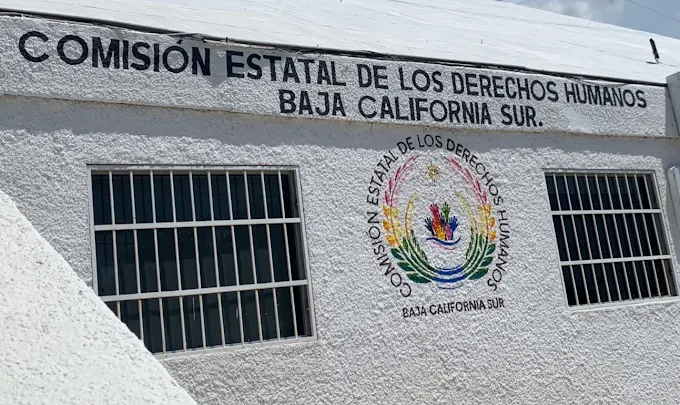 COMISIÓN ESTATAL DE LOS DERECHOS HUMANOS
BAJA CALIFORNIA SUR.
COMISIÓN ESTATAL DE LOS DERECHOS HUMANOS
BAJA CALIFORNIA SUR